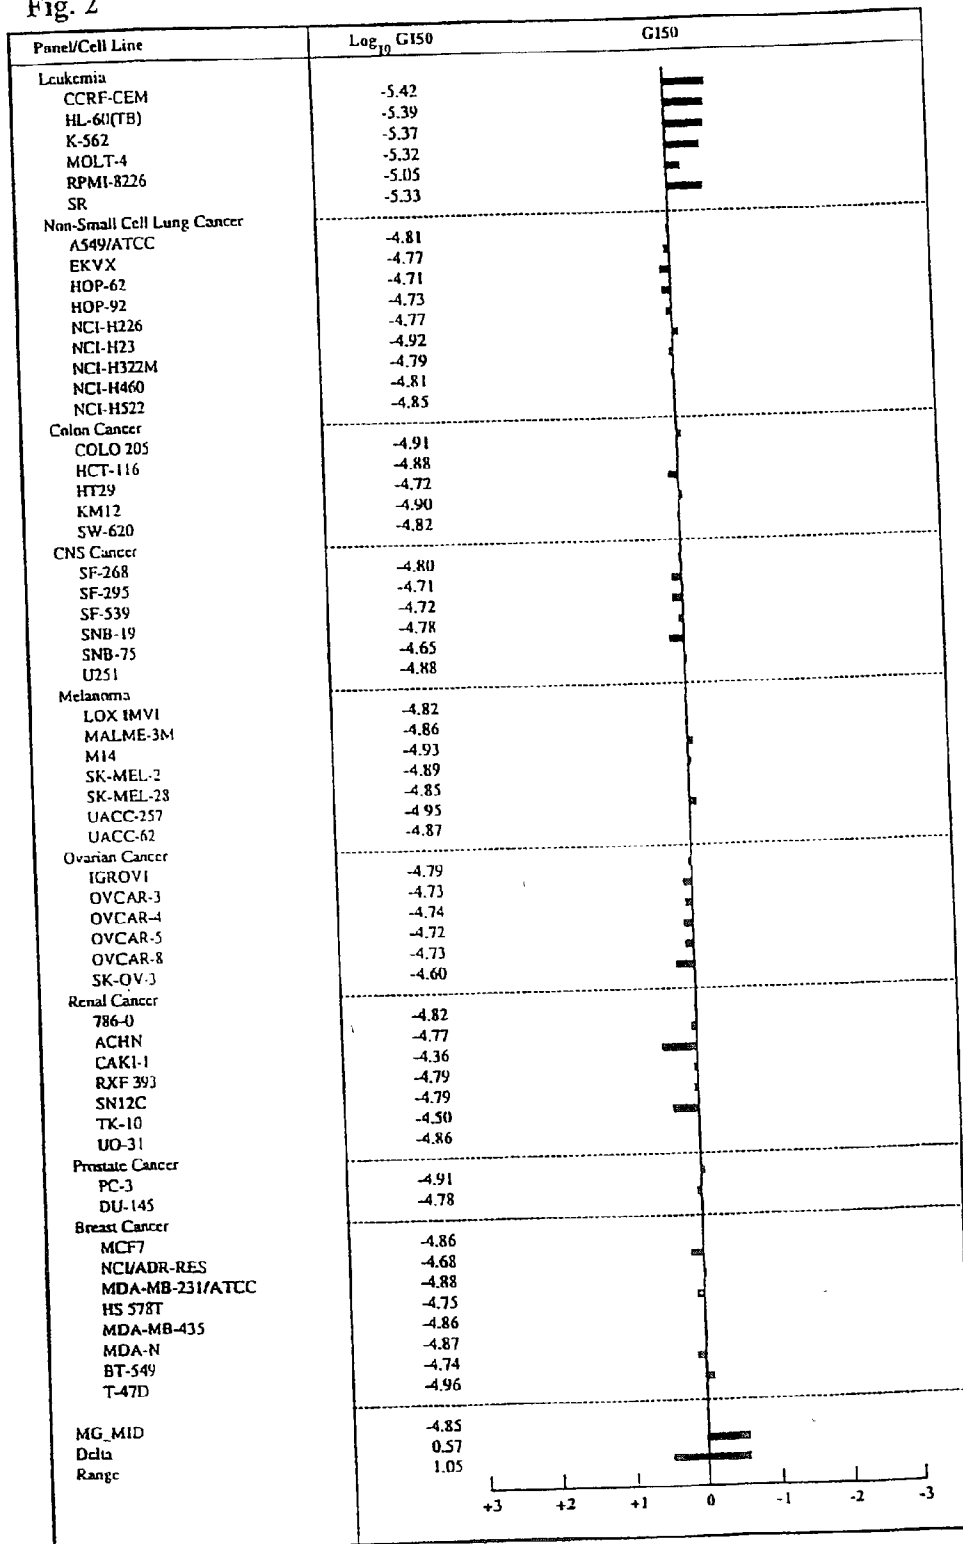 Fig. 2
Panel/Cell Line Log10 GI50 GI50
Leukemia
CCRF-CEM -5.42
HL-60(TB) -5.39
K-562 -5.37
MOLT-4 -5.32
RPMI-8226 -5.05
SR -5.33
Non-Small Cell Lung Cancer
A549/ATCC -4.81
EKVX -4.77
HOP-62 -4.71
HOP-92 -4.73
NCI-H226 -4.77
NCI-H23 -4.92
NCI-H322M -4.79
NCI-H460 -4.81
NCI-H522 -4.85
Colon Cancer
COLO 205 -4.91
HCT-116 -4.88
HT29 -4.72
KM12 -4.90
SW-620 -4.82
CNS Cancer
SF-268 -4.80
SF-295 -4.71
SF-539 -4.72
SNB-19 -4.78
SNB-75 -4.65
U251 -4.88
Melanoma
LOX IMVI -4.82
MALME-3M -4.86
M14 -4.93
SK-MEL-2 -4.89
SK-MEL-28 -4.85
UACC-257 -4.95
UACC-62 -4.87
Ovarian Cancer
IGROV1 -4.79
OVCAR-3 -4.73
OVCAR-4 -4.74
OVCAR-5 -4.72
OVCAR-8 -4.73
SK-OV-3 -4.60
Renal Cancer
786-0 -4.82
ACHN -4.77
CAKI-1 -4.36
RXF 393 -4.79
SN12C -4.79
TK-10 -4.50
UO-31 -4.86
Prostate Cancer
PC-3 -4.91
DU-145 -4.78
Breast Cancer
MCF7 -4.86
NCI/ADR-RES -4.68
MDA-MB-231/ATCC -4.88
HS 578T -4.75
MDA-MB-435 -4.86
MDA-N -4.87
BT-549 -4.74
T-47D -4.96
MG_MID -4.85
Delta 0.57
Range 1.05
+3 +2 +1 0 -1 -2 -3